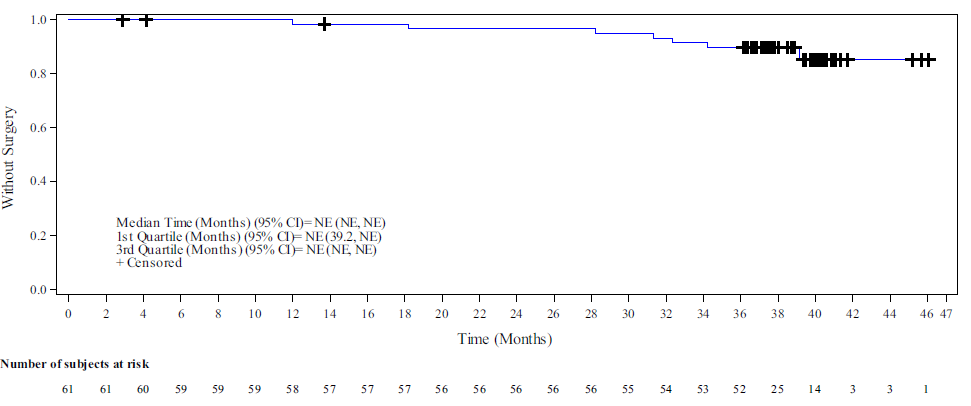 Without Surgery
1.0
0.8
0.6
0.4
0.2
0.0
Median Time (Months) (95% CI)= NE (NE, NE)
1st Quartile (Months) (95% CI)= NE (39.2, NE)
3rd Quartile (Months) (95% CI)= NE (NE, NE)
+ Censored
0 2 4 6 8 10 12 14 16 18 20 22 24 26 28 30 32 34 36 38 40 42 44 46 47
Time (Months)
Number of subjects at risk
61 61 60 59 59 59 58 57 57 57 56 56 56 56 56 55 54 53 52 25 14 3 3 1